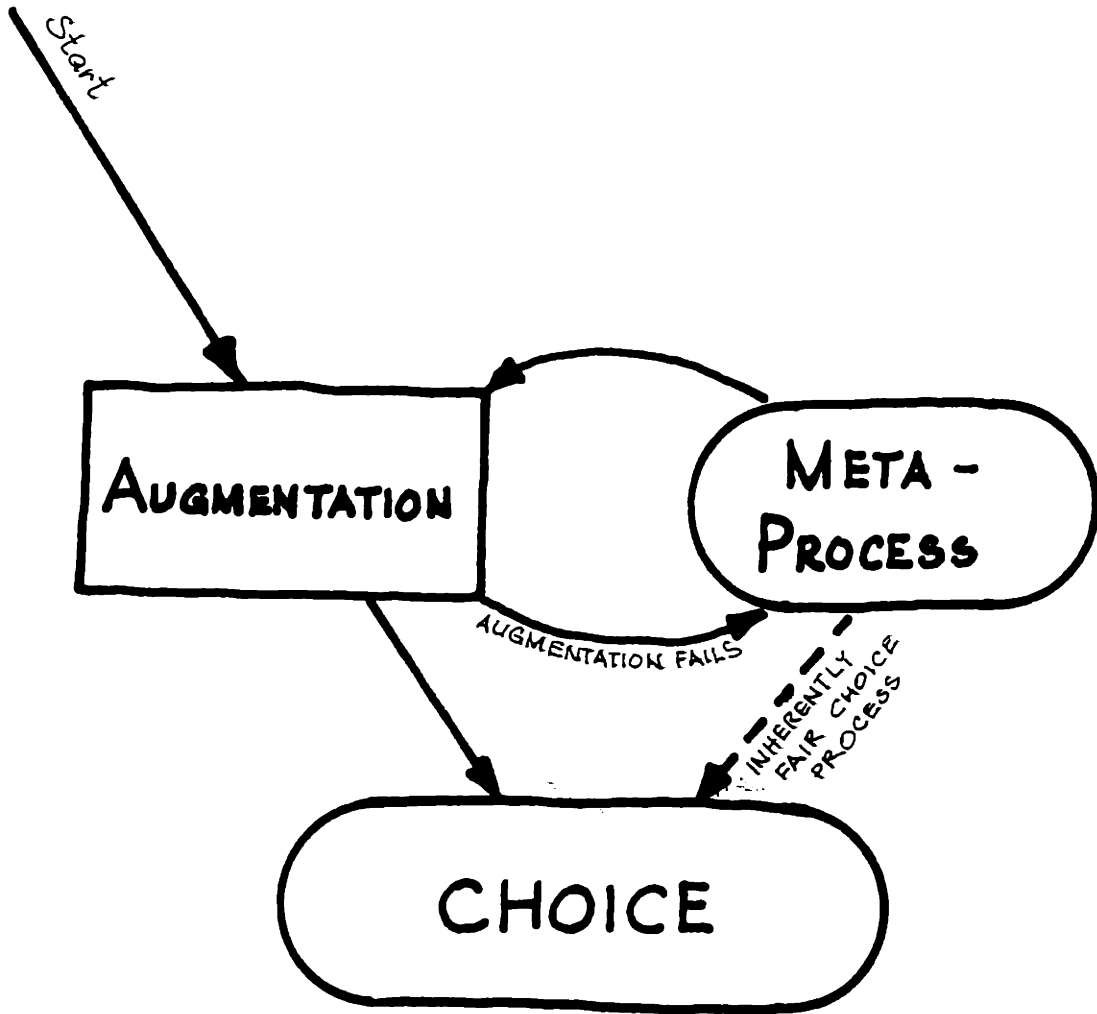 Start
AUGMENTATION
META -
PROCESS
AUGMENTATION FAILS
INHERENTLY
FAIR CHOICE
PROCESS
CHOICE